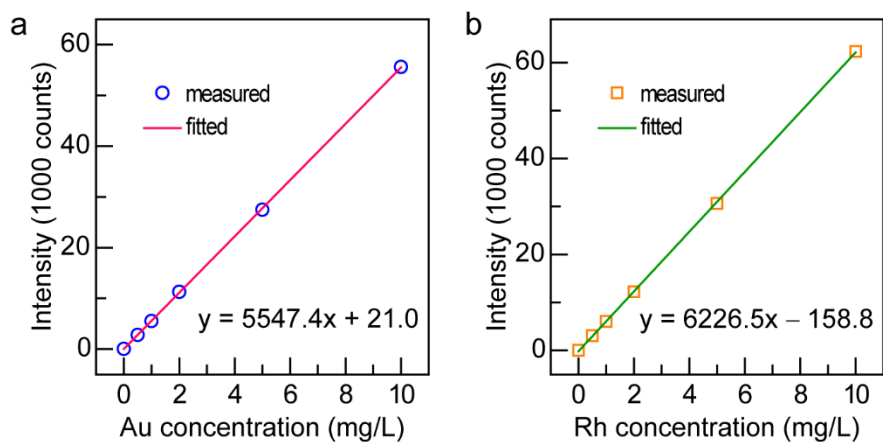 a
60
40
20
0
Intensity (1000 counts)
measured
fitted
y = 5547.4x + 21.0
0 2 4 6 8 10
Au concentration (mg/L)
b
60
40
20
0
Intensity (1000 counts)
measured
fitted
y = 6226.5x – 158.8
0 2 4 6 8 10
Rh concentration (mg/L)